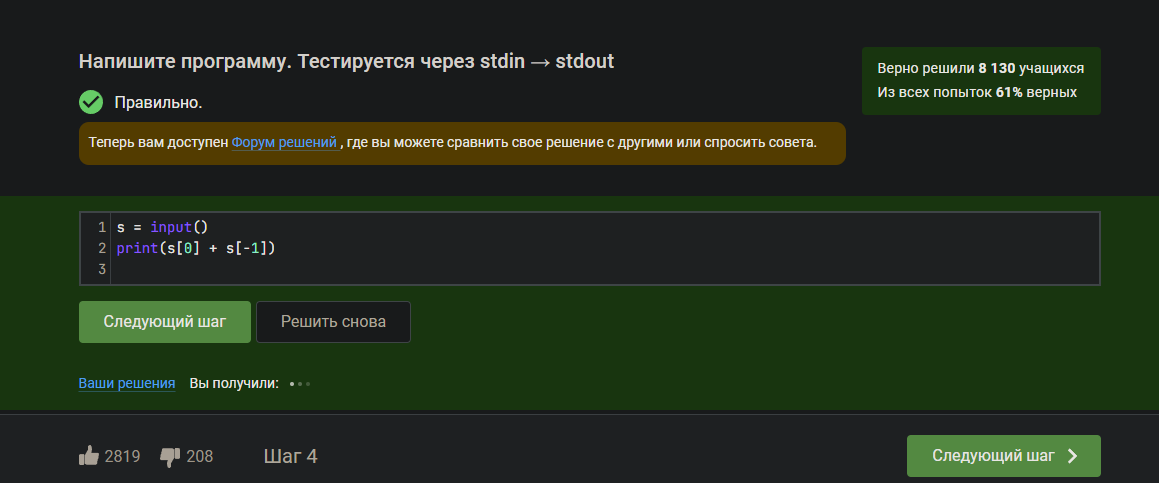 Напишите программу. Тестируется через stdin → stdout
Верно решили 8 130 учащихся
Из всех попыток 61% верных
Правильно.
Теперь вам доступен Форум решений , где вы можете сравнить свое решение с другими или спросить совета.
1 s = input()
2 print(s[0] + s[-1])
3
Следующий шаг Решить снова
Ваши решения Вы получили:
2819 208 Шаг 4 Следующий шаг